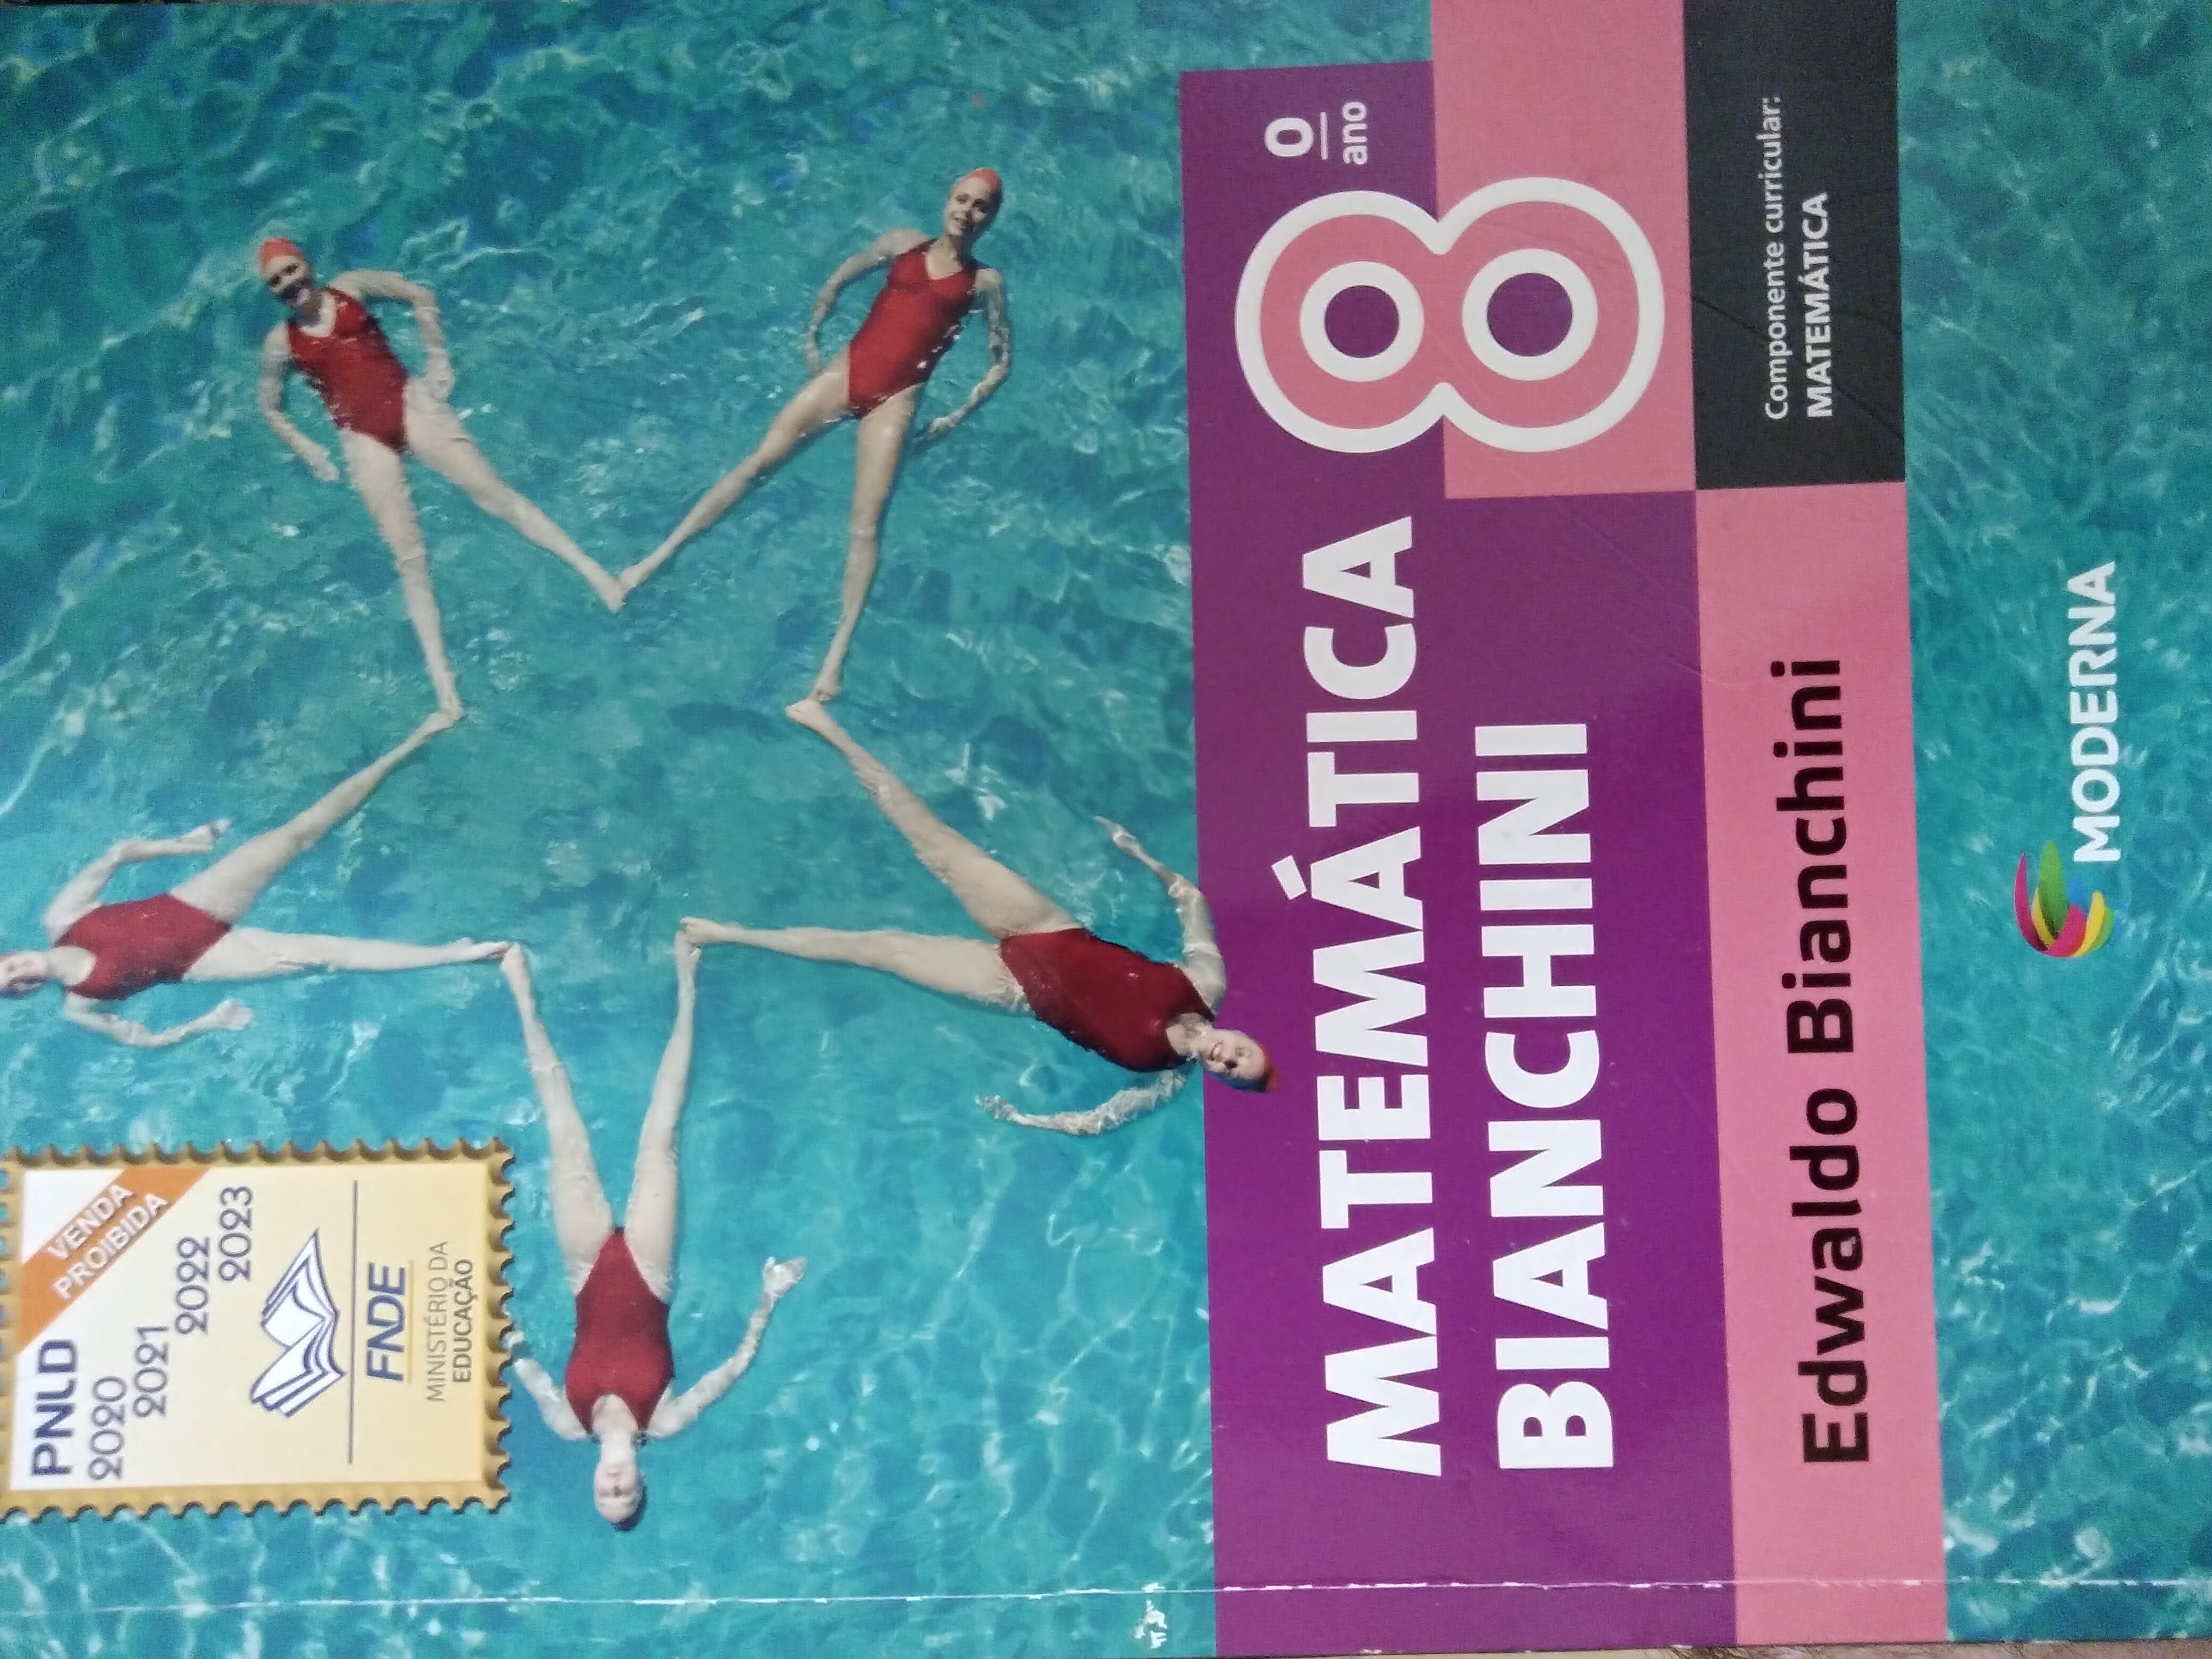 PNLD
VENDA
PROIBIDA
2020
2021
2022
2023
FNDE
MINISTÉRIO DA
EDUCAÇÃO
MATEMÁTICA
BIANCHINI
8º
ano
Edwaldo Bianchini
Componente curricular:
MATEMÁTICA
MODERNA